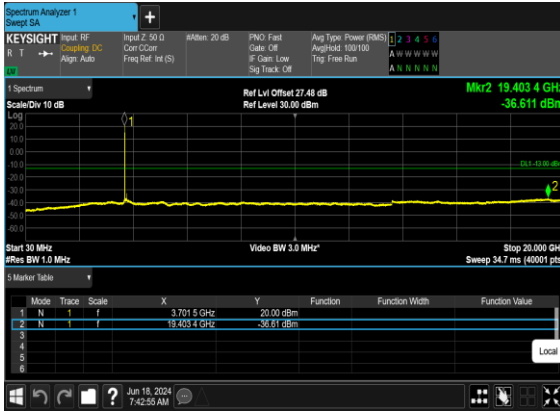 Spectrum Analyzer 1
Swept SA
+
KEYSIGHT Input: RF Input Z: 50 Ω #Atten: 20 dB PNO: Fast Avg Type: Power (RMS) 1 2 3 4 5 6
R T Coupling: DC Corr CCorr Gate: Off Avg|Hold: 100/100 A W W W W W
Align: Auto Freq Ref: Int (S) IF Gain: Low Trig: Free Run
Sig Track: Off A N N N N N
1 Spectrum Ref Lvl Offset 27.48 dB Mkr2 19.403 4 GHz
Scale/Div 10 dB Ref Level 30.00 dBm -36.611 dBm
Log
20.0
10.0
0.00
-10.0
-20.0
-30.0
-40.0
-50.0
-60.0
1
DL1 -13.00 dBm
2
Start 30 MHz Video BW 3.0 MHz* Stop 20.000 GHz
#Res BW 1.0 MHz Sweep 34.7 ms (40001 pts)
5 Marker Table
Mode Trace Scale X Y Function Function Width Function Value
1 N 1 f 3.701 5 GHz 20.00 dBm
2 N 1 f 19.403 4 GHz -36.61 dBm
3
4
5
6
Local
? Jun 18, 2024
7:42:55 AM